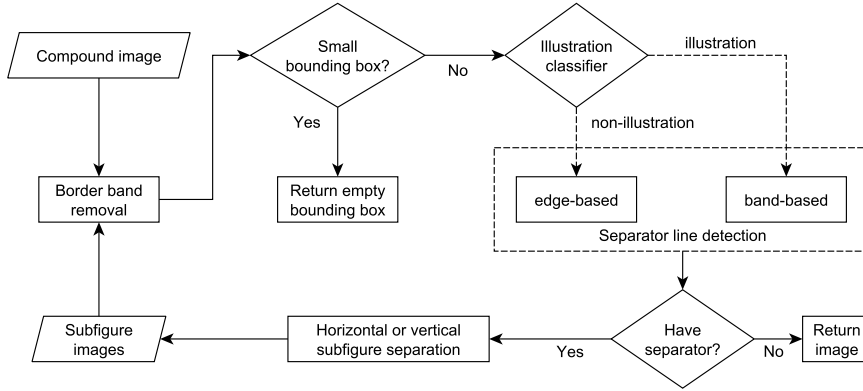 Compound image
Small
bounding box?
No
Illustration
classifier
illustration
Yes
non-illustration
Border band
removal
Return empty
bounding box
edge-based
band-based
Separator line detection
Subfigure
images
Horizontal or vertical
subfigure separation
Yes
Have
separator?
No
Return
image